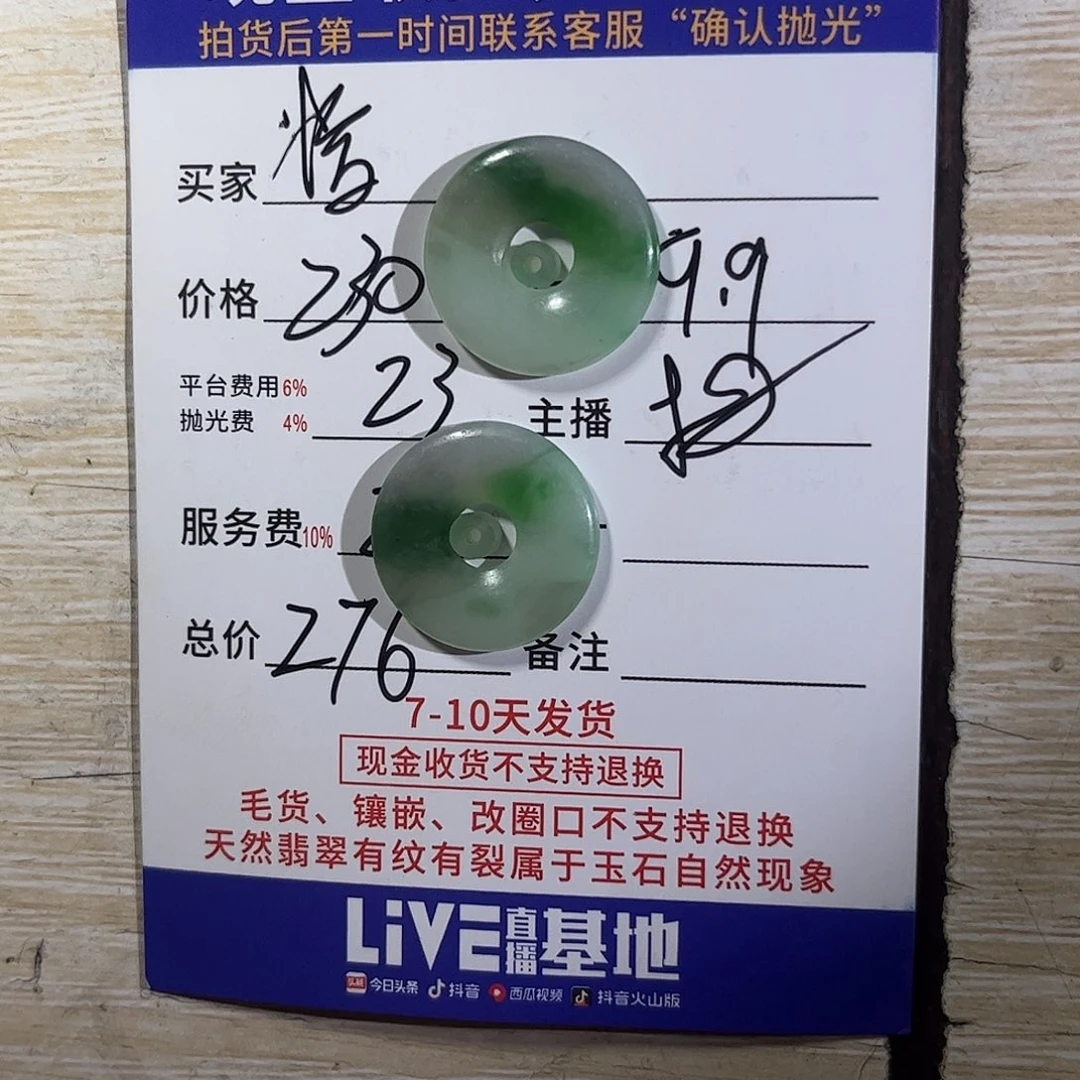 拍货后第一时间联系客服“确认抛光”
买家
价格 230 9.9
平台费用6%
抛光费 4% 23 主播
服务费10%
总价 276 备注
7-10天发货
现金收货不支持退换
毛货、镶嵌、改圈口不支持退换
天然翡翠有纹有裂属于玉石自然现象
LiVE直播基地
头条 今日头条 抖音 西瓜视频 抖音火山版